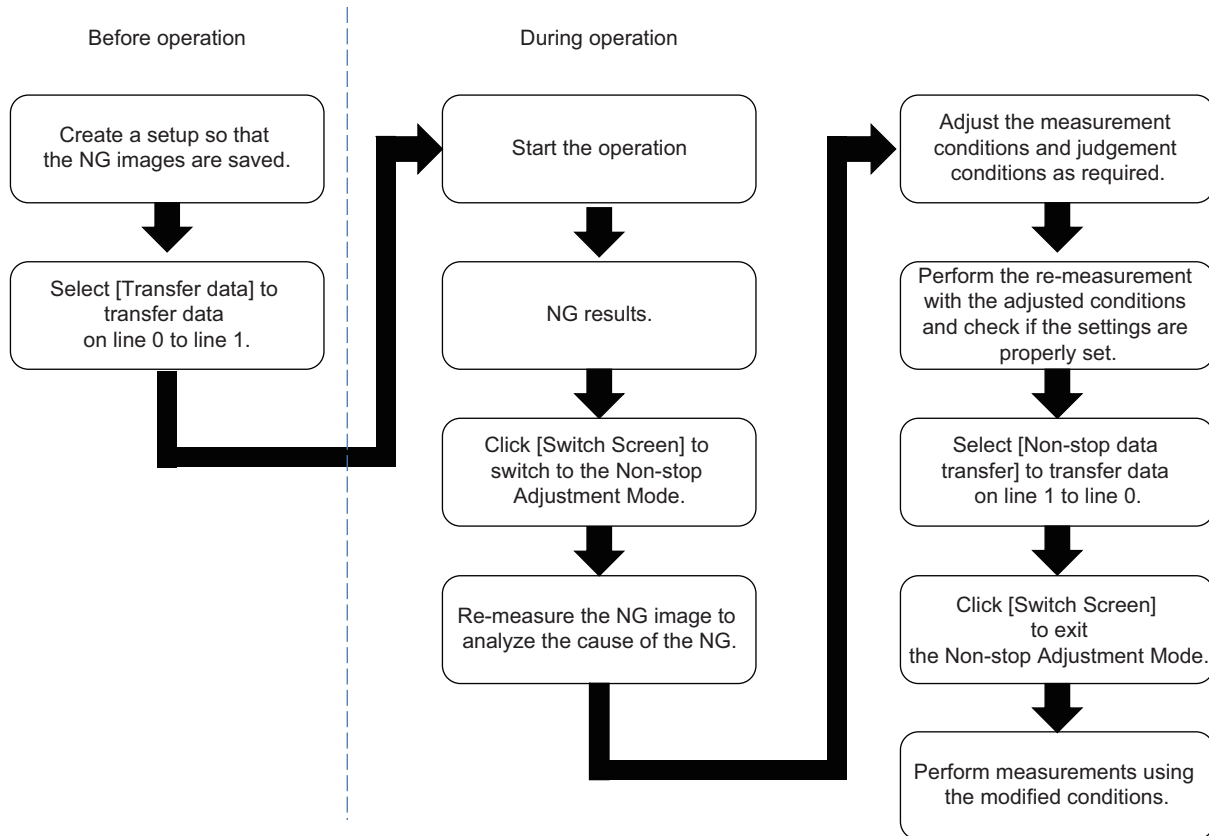 Before operation
Create a setup so that
the NG images are saved.
Select [Transfer data] to
transfer data
on line 0 to line 1.
During operation
Start the operation
NG results.
Click [Switch Screen] to
switch to the Non-stop
Adjustment Mode.
Re-measure the NG image to
analyze the cause of the NG.
Adjust the measurement
conditions and judgement
conditions as required.
Perform the re-measurement
with the adjusted conditions
and check if the settings are
properly set.
Select [Non-stop data
transfer] to transfer data
on line 1 to line 0.
Click [Switch Screen]
to exit
the Non-stop Adjustment Mode.
Perform measurements using
the modified conditions.